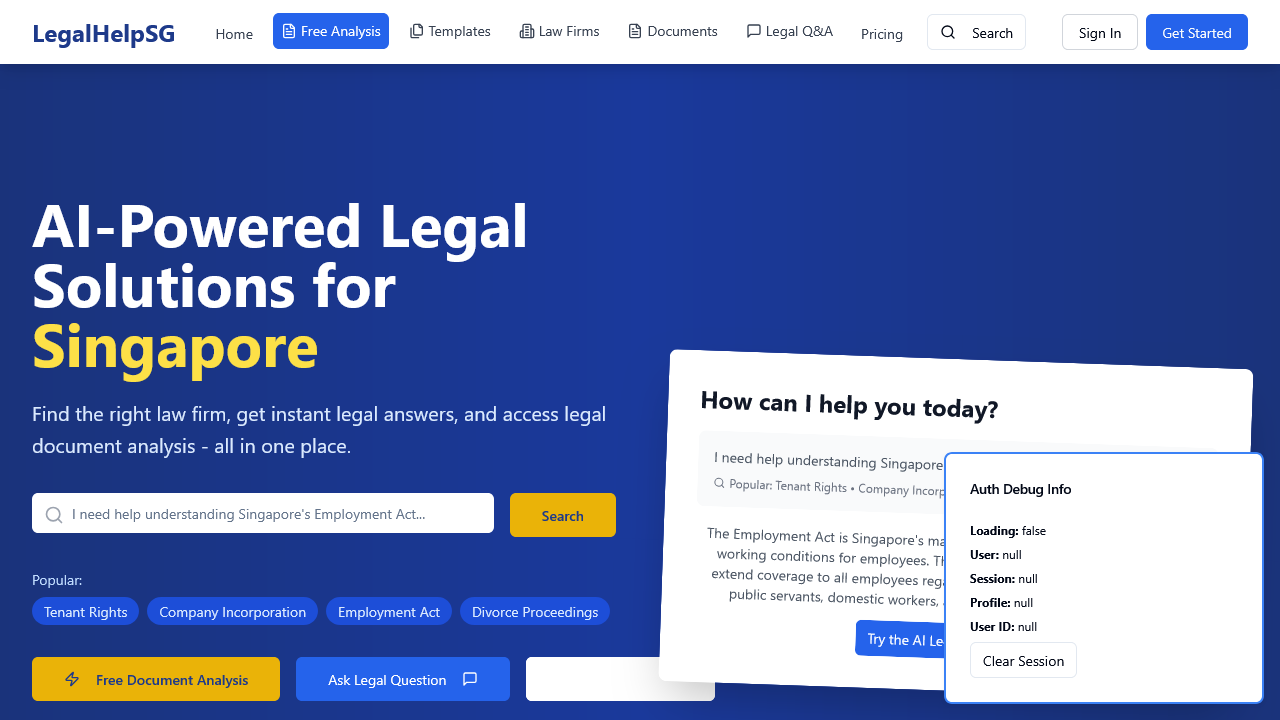 LegalHelpSG
Home
Free Analysis
Templates
Law Firms
Documents
Legal Q&A
Pricing
Search
Sign In
Get Started
AI-Powered Legal
Solutions for
Singapore
Find the right law firm, get instant legal answers, and access legal
document analysis - all in one place.
I need help understanding Singapore's Employment Act...
Search
Popular:
Tenant Rights
Company Incorporation
Employment Act
Divorce Proceedings
Free Document Analysis
Ask Legal Question
How can I help you today?
I need help understanding Singapore
Popular: Tenant Rights • Company Incorp
The Employment Act is Singapore's ma
working conditions for employees. Th
extend coverage to all employees rega
public servants, domestic workers,
Try the AI Le
Auth Debug Info
Loading: false
User: null
Session: null
Profile: null
User ID: null
Clear Session